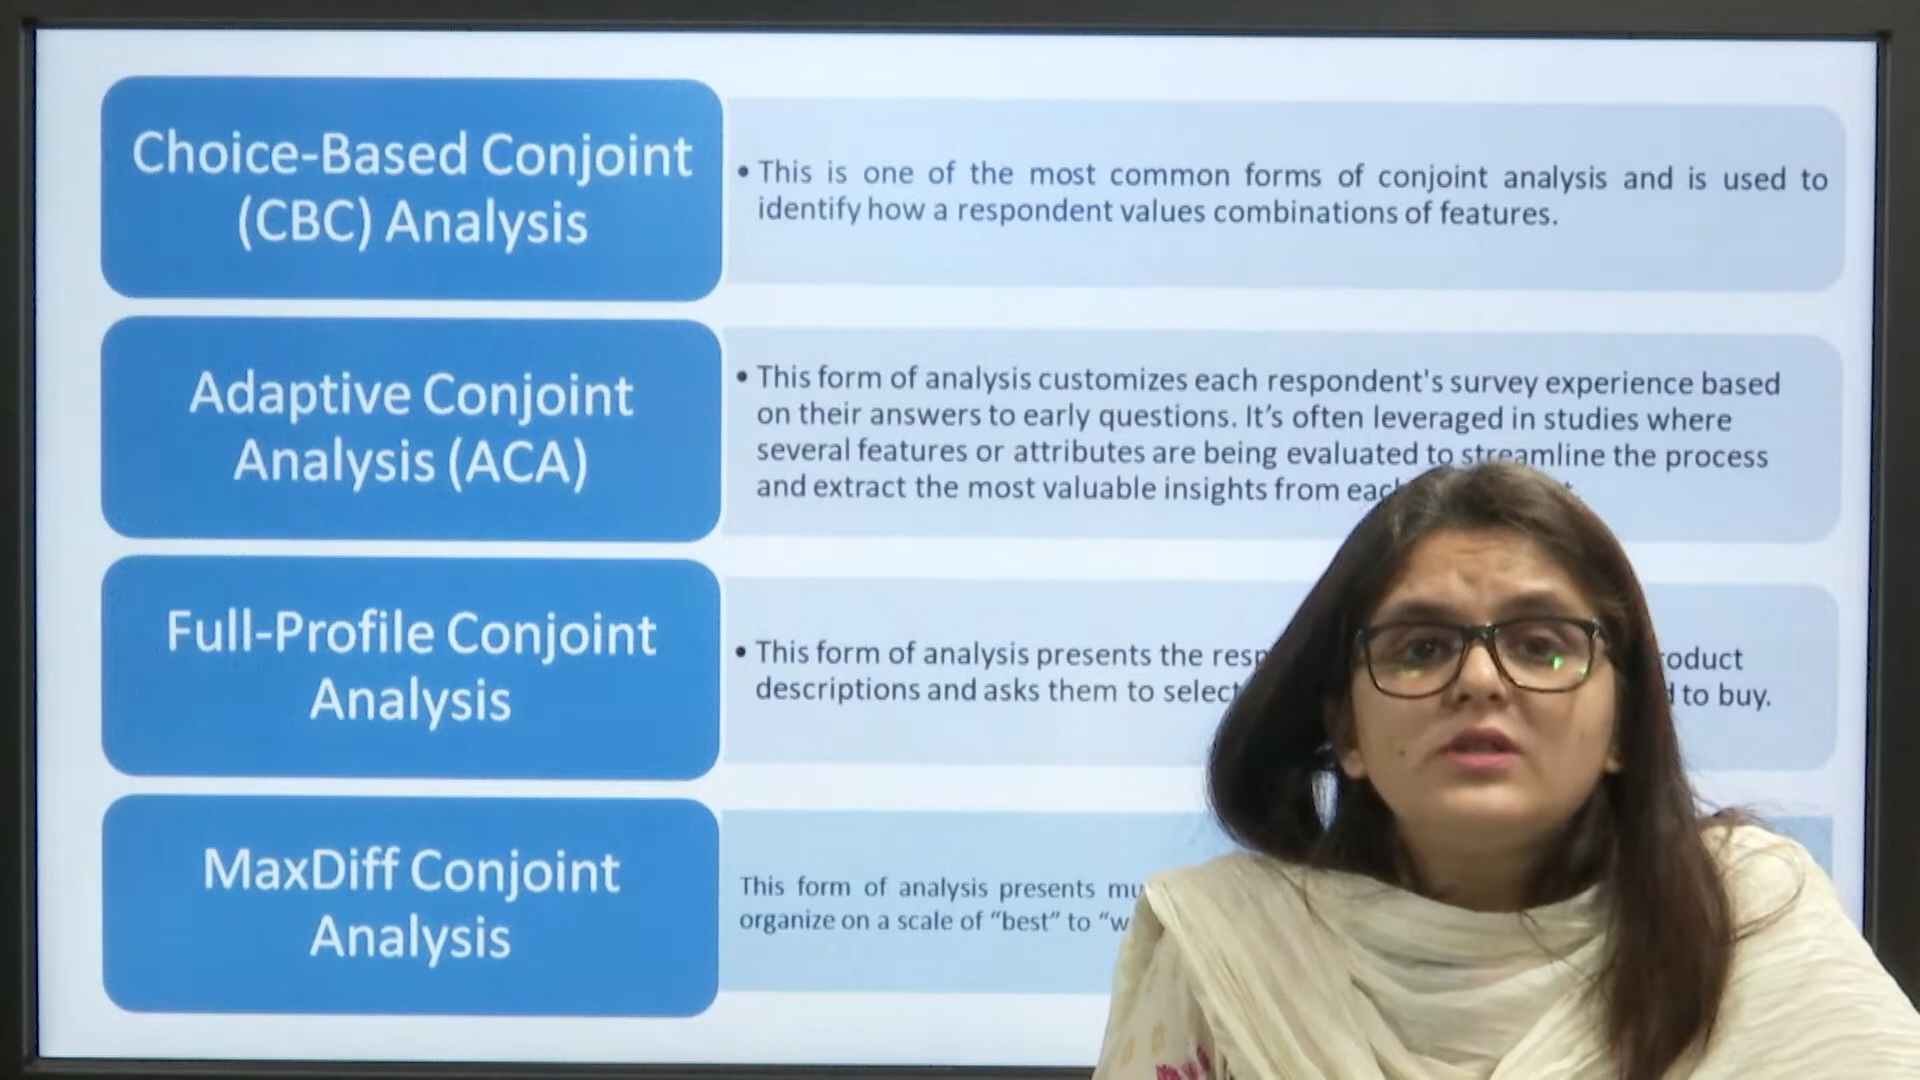 Choice-Based Conjoint
(CBC) Analysis
• This is one of the most common forms of conjoint analysis and is used to
identify how a respondent values combinations of features.
Adaptive Conjoint
Analysis (ACA)
• This form of analysis customizes each respondent's survey experience based
on their answers to early questions. It’s often leveraged in studies where
several features or attributes are being evaluated to streamline the process
and extract the most valuable insights from
Full-Profile Conjoint
Analysis
• This form of analysis presents the
descriptions and asks them to select to buy.
MaxDiff Conjoint
Analysis
This form of analysis presents
organize on a scale of “best” to